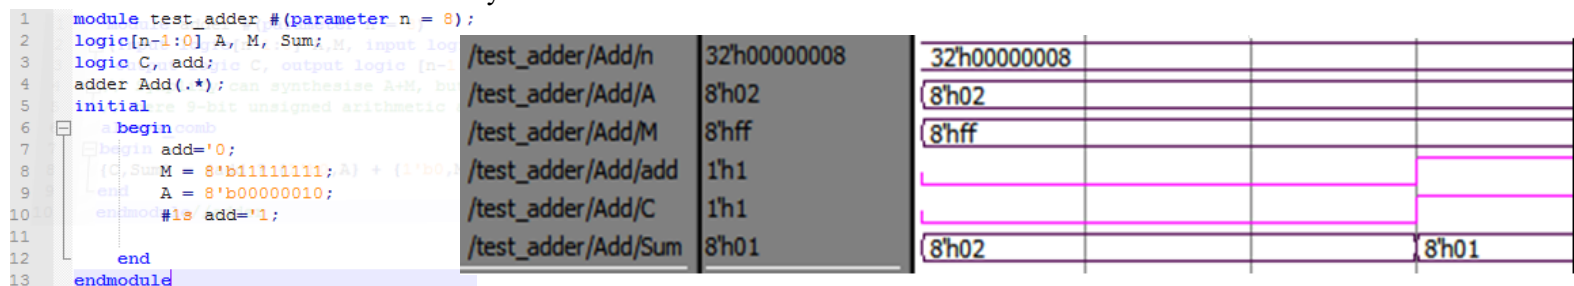 1 module test_adder #(parameter n = 8);
2 logic[n-1:0] A, M, Sum;
3 logic C, add;
4 adder Add(.*);
5 initial
6 begin
7 add='0;
8 M = 8'b11111111;
9 A = 8'b00000010;
10 #1s add='1;
11
12 end
13 endmodule
/test_adder/Add/n 32'h00000008 32'h00000008
/test_adder/Add/A 8'h02 8'h02
/test_adder/Add/M 8'hff 8'hff
/test_adder/Add/add 1'h1
/test_adder/Add/C 1'h1
/test_adder/Add/Sum 8'h01 8'h02 8'h01